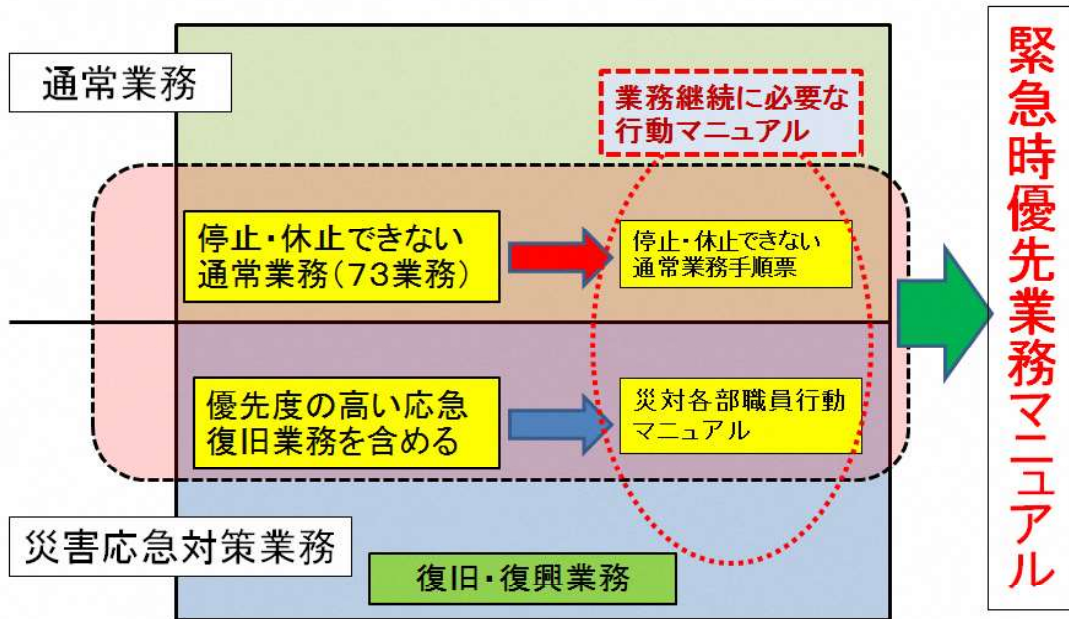 通常業務
業務継続に必要な
行動マニュアル
停止・休止できない
通常業務(73業務)
停止・休止できない
通常業務手順票
優先度の高い応急
復旧業務を含める
災対各部職員行動
マニュアル
災害応急対策業務
復旧・復興業務
緊急時優先業務マニュアル